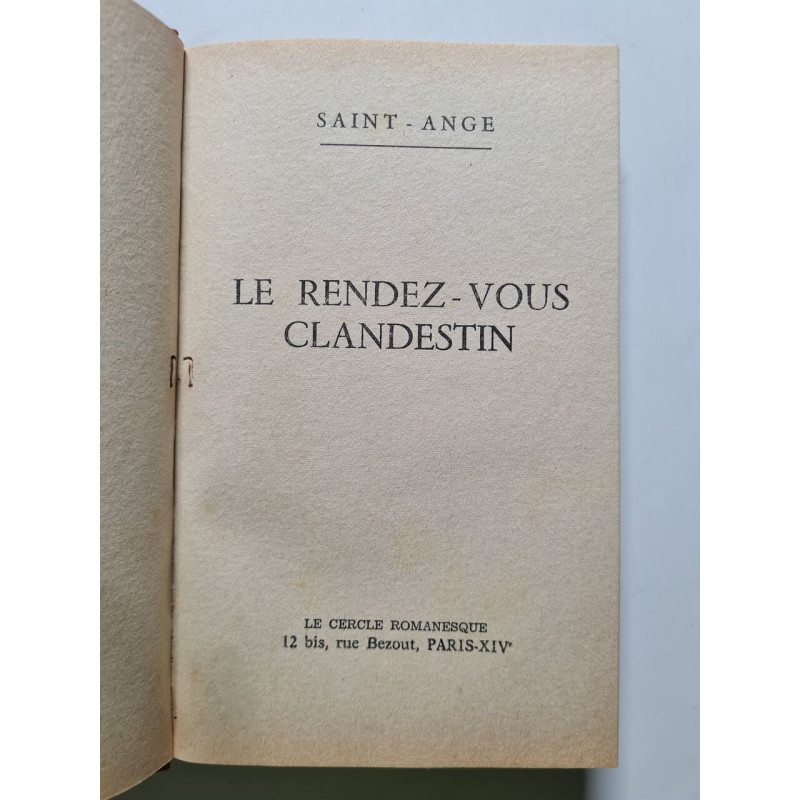 SAINT - ANGE
LE RENDEZ-VOUS
CLANDESTIN
LE CERCLE ROMANESQUE
12 bis, rue Bezout, PARIS-XIVe